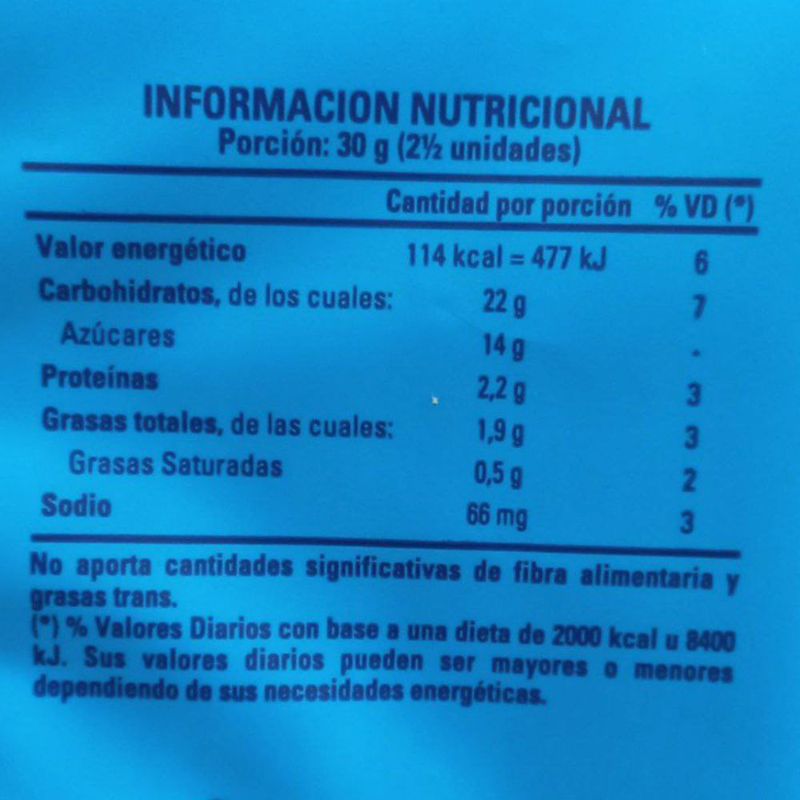 INFORMACION NUTRICIONAL
Porción: 30 g (2½ unidades)
Cantidad por porción % VD (*)
Valor energético 114 kcal = 477 kJ 6
Carbohidratos, de los cuales: 22 g 7
Azúcares 14 g -
Proteínas 2,2 g 3
Grasas totales, de las cuales: 1,9 g 3
Grasas Saturadas 0,5 g 2
Sodio 66 mg 3
No aporta cantidades significativas de fibra alimentaria y
grasas trans.
(*) % Valores Diarios con base a una dieta de 2000 kcal u 8400
kJ. Sus valores diarios pueden ser mayores o menores
dependiendo de sus necesidades energéticas.